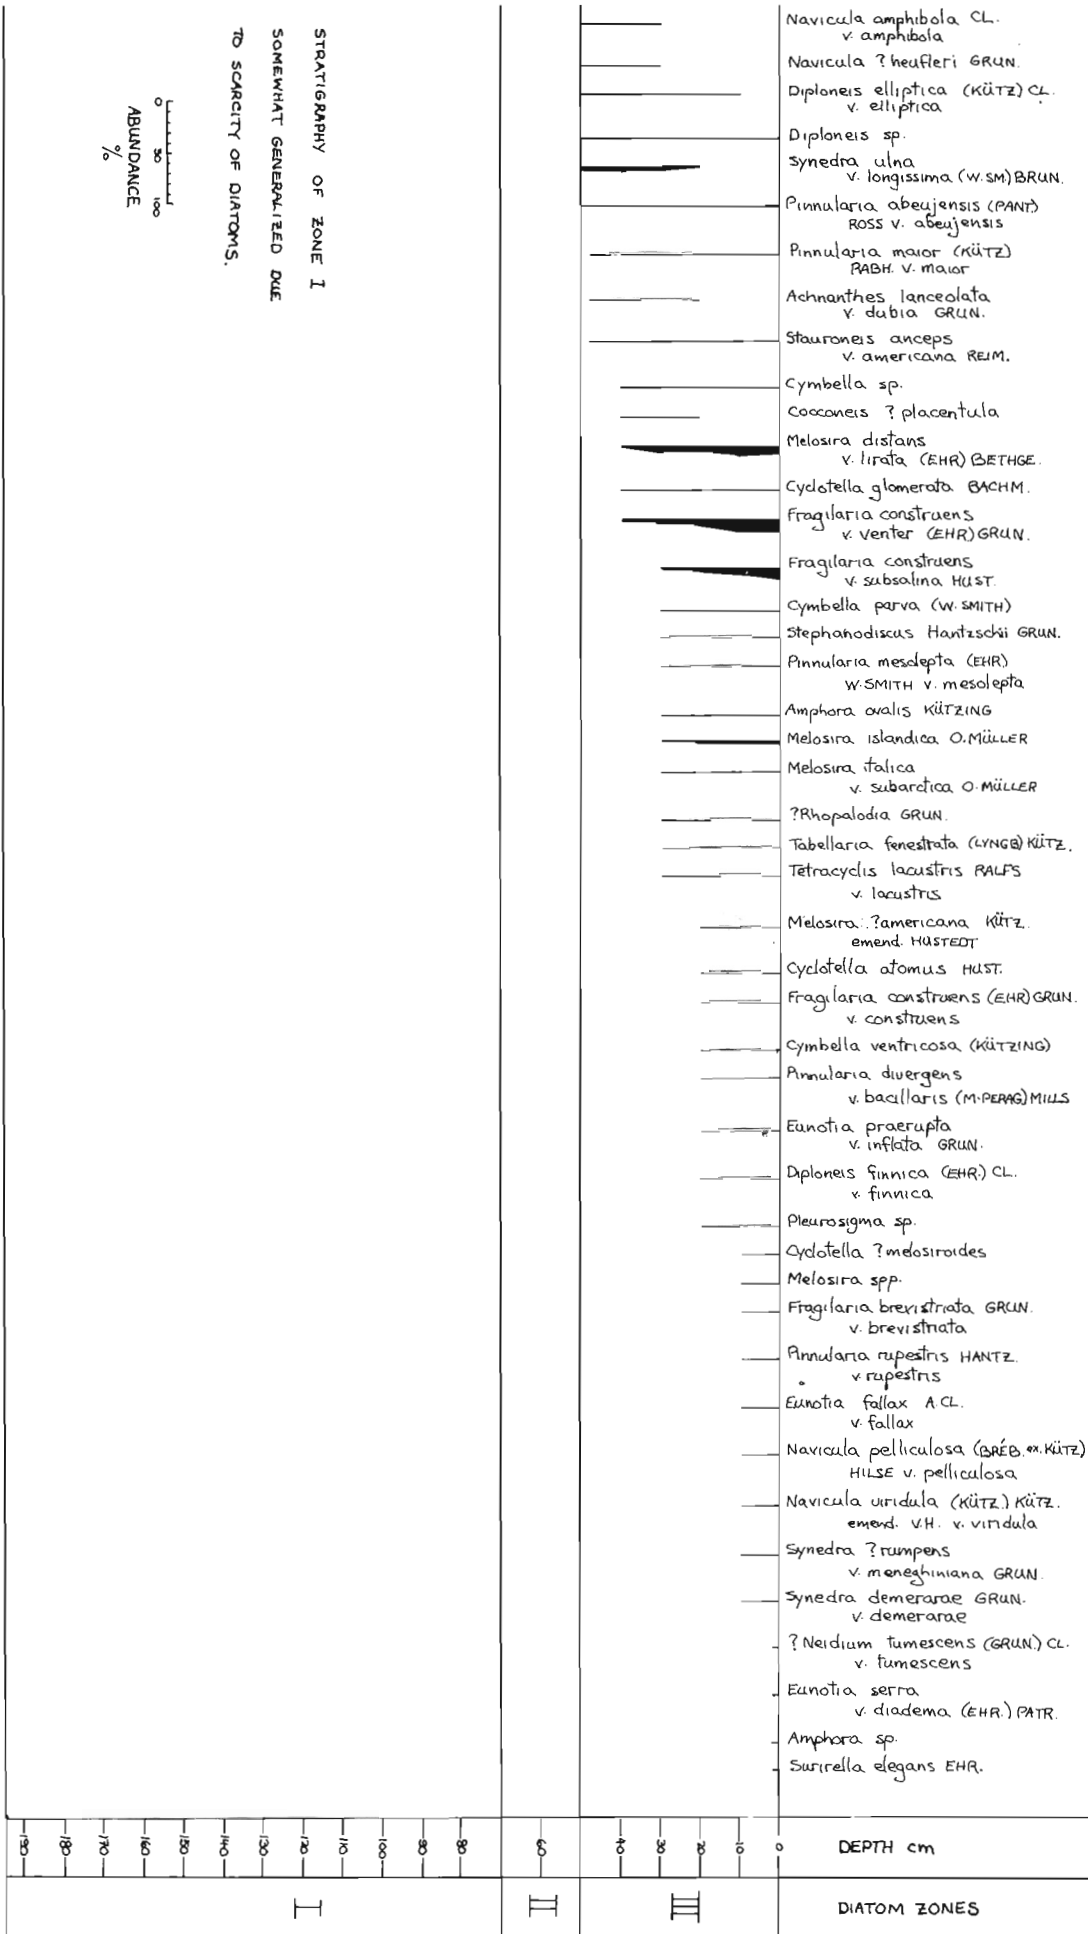 STRATIGRAPHY OF ZONE I
SOMEWHAT GENERALIZED DUE
TO SCARCITY OF DIATOMS.
0 50 100
ABUNDANCE
%
Navicula amphibola CL.
v. amphibola
Navicula ? heufleri GRUN.
Diploneis elliptica (KÜTZ) CL.
v. elliptica
Diploneis sp.
Synedra ulna
v. longissima (W.SM.) BRUN.
Pinnularia abeujensis (PANT)
ROSS v. abeujensis
Pinnularia maior (KÜTZ)
RABH. v. maior
Achnanthes lanceolata
v. dubia GRUN.
Stauroneis anceps
v. americana REIM.
Cymbella sp.
Cocconeis ? placentula
Melosira distans
v. lirata (EHR) BETHGE.
Cyclotella glomerata BACHM.
Fragilaria construens
v. venter (EHR) GRUN.
Fragilaria construens
v. subsalina HUST.
Cymbella parva (W. SMITH)
Stephanodiscus Hantzschii GRUN.
Pinnularia mesolepta (EHR)
W. SMITH v. mesolepta
Amphora ovalis KÜTZING
Melosira islandica O.MÜLLER
Melosira italica
v. subarctica O.MÜLLER
?Rhopalodia GRUN.
Tabellaria fenestrata (LYNGB) KÜTZ.
Tetracyclis lacustris RALFS
v. lacustris
Melosira ?americana KÜTZ.
emend. HUSTEDT
Cyclotella atomus HUST.
Fragilaria construens (EHR) GRUN.
v. construens
Cymbella ventricosa (KÜTZING)
Pinnularia divergens
v. bacillaris (M.PERAG) MILLS
Eunotia praerupta
v. inflata GRUN.
Diploneis finnica (EHR.) CL.
v. finnica
Pleurosigma sp.
Cyclotella ? melosiroides
Melosira spp.
Fragilaria brevistriata GRUN.
v. brevistriata
Pinnularia rupestris HANTZ.
v rupestris
Eunotia fallax A.CL.
v. fallax
Navicula pelliculosa (BRÉB. ex. KÜTZ)
HILSE v. pelliculosa
Navicula viridula (KÜTZ.) KÜTZ.
emend. V.H. v. viridula
Synedra ? rumpens
v. meneghiniana GRUN.
Synedra demerarae GRUN.
v. demerarae
? Neidium tumescens (GRUN.) CL.
v. tumescens
Eunotia serra
v. diadema (EHR.) PATR.
Amphora sp.
Surirella elegans EHR.
-190 -180 -170 -160 -150 -140 -130 -120 -110 -100 -90 -80 -60 -40 -30 -20 -10 0 DEPTH cm
I II III DIATOM ZONES